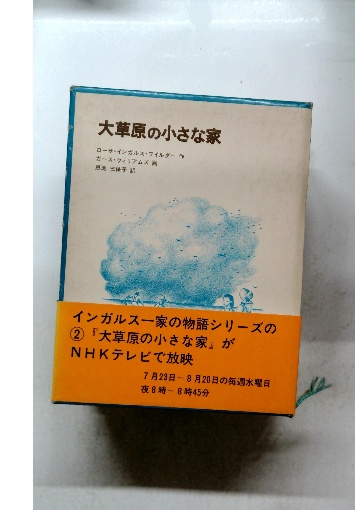 大草原の小さな家
ローラ・インガルス・ワイルダー 作
ガース・ウィリアムズ 画
恩地 三保子 訳
インガルス一家の物語シリーズの
②『大草原の小さな家』が
NHKテレビで放映
7月23日~8月20日の毎週水曜日
夜8時~8時45分